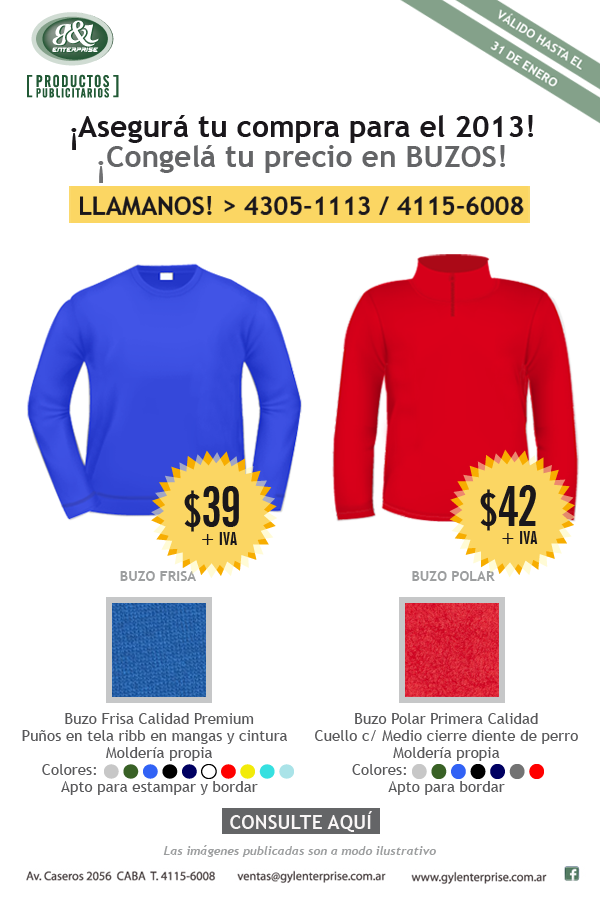 g&l
ENTERPRISE
[PRODUCTOS
PUBLICITARIOS]
VÁLIDO HASTA EL
31 DE ENERO
¡Asegurá tu compra para el 2013!
¡Congelá tu precio en BUZOS!
LLAMANOS! > 4305-1113 / 4115-6008
$39
+ IVA
$42
+ IVA
BUZO FRISA
BUZO POLAR
Buzo Frisa Calidad Premium
Puños en tela ribb en mangas y cintura
Moldería propia
Colores:
Apto para estampar y bordar
Buzo Polar Primera Calidad
Cuello c/ Medio cierre diente de perro
Moldería propia
Colores:
Apto para bordar
CONSULTE AQUÍ
Las imágenes publicadas son a modo ilustrativo
Av. Caseros 2056 CABA T. 4115-6008 ventas@gylenterprise.com.ar www.gylenterprise.com.ar f